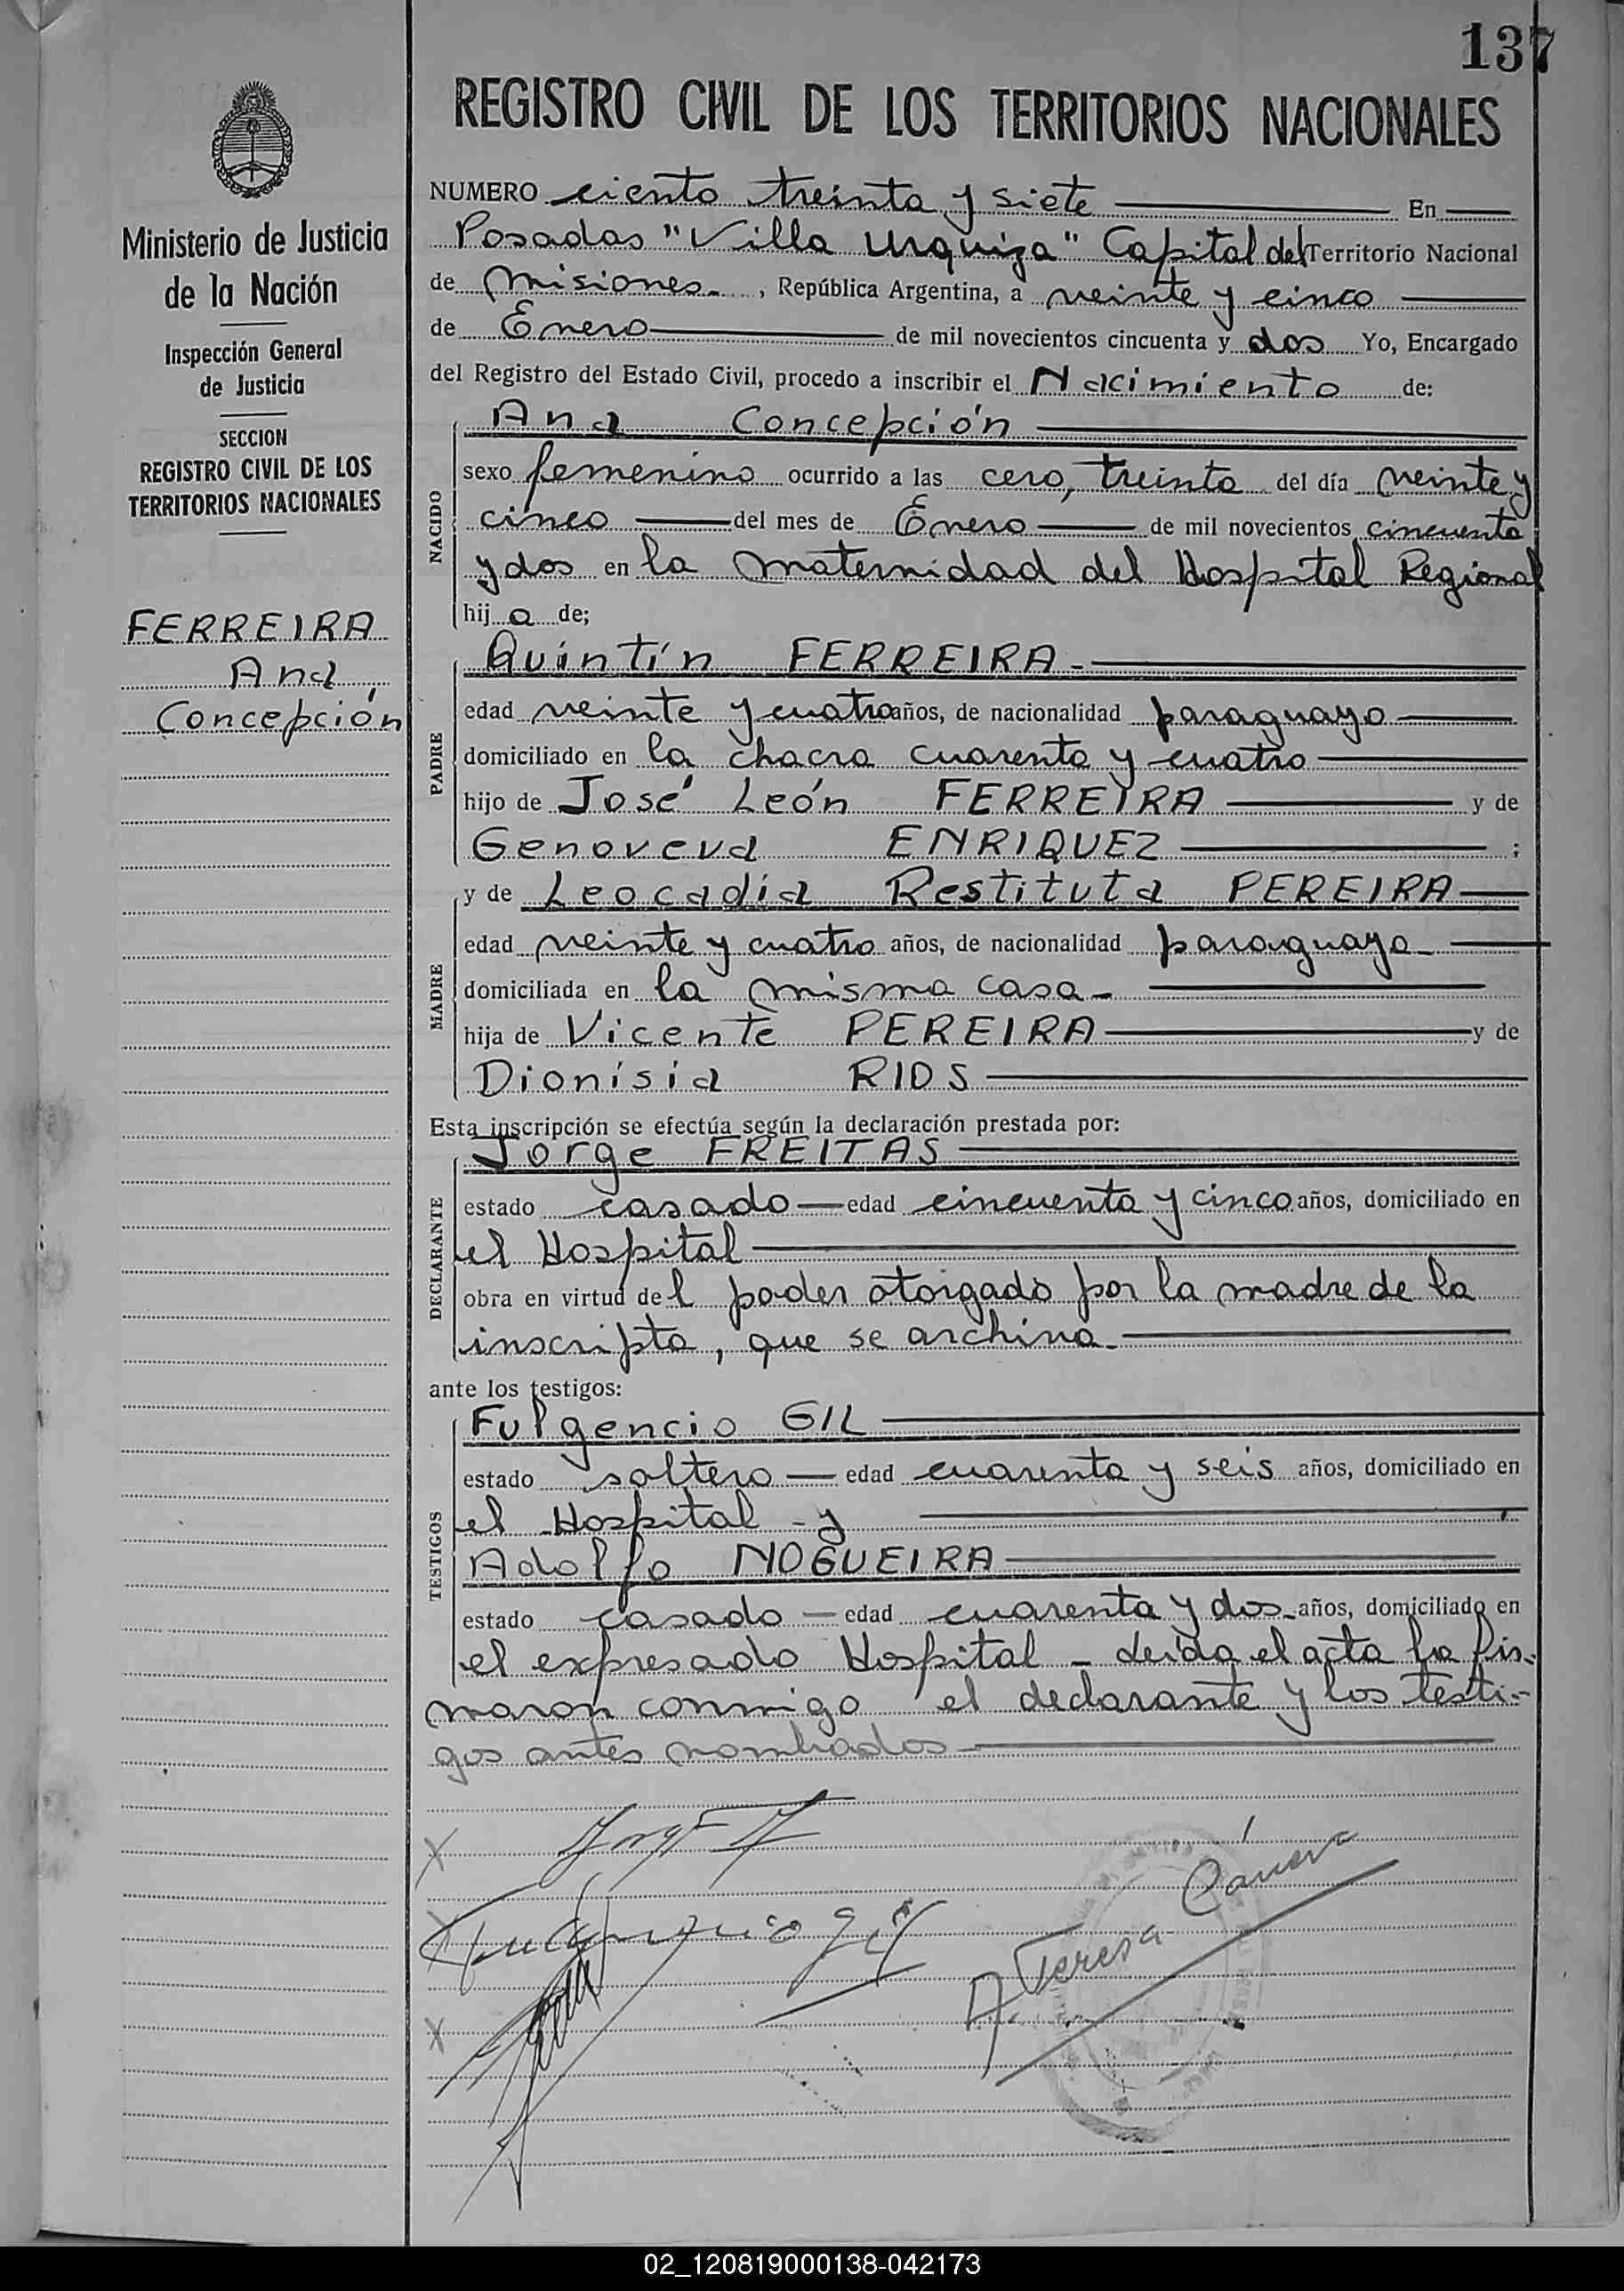 137
REGISTRO CIVIL DE LOS TERRITORIOS NACIONALES
Ministerio de Justicia
de la Nación
Inspección General
de Justicia
SECCION
REGISTRO CIVIL DE LOS
TERRITORIOS NACIONALES
FERREIRA
Ana
Concepción
NUMERO ciento treinta y siete En
Posadas "Villa Urquiza" Capital del Territorio Nacional
de Misiones, República Argentina, a veinte y cinco
de Enero de mil novecientos cincuenta y dos Yo, Encargado
del Registro del Estado Civil, procedo a inscribir el Nacimiento de:
NACIDO
Ana Concepción
sexo femenino ocurrido a las cero, treinta del día veinte y
cinco del mes de Enero de mil novecientos cincuenta
y dos en la maternidad del Hospital Regional
hija de;
PADRE
Quintín FERREIRA.-
edad veinte y cuatro años, de nacionalidad paraguayo
domiciliado en la chacra cuarenta y cuatro
hijo de José León FERREIRA y de
Genoveva ENRIQUEZ ;
MADRE
y de Leocadia Restituta PEREIRA
edad veinte y cuatro años, de nacionalidad paraguaya
domiciliada en la misma casa-
hija de Vicente PEREIRA y de
Dionisia RIOS
Esta inscripción se efectúa según la declaración prestada por:
DECLARANTE
Jorge FREITAS
estado casado edad cincuenta y cinco años, domiciliado en
el Hospital
obra en virtud del poder otorgado por la madre de la
inscripta, que se archiva.
ante los testigos:
TESTIGOS
Fulgencio GIL
estado soltero edad cuarenta y seis años, domiciliado en
el Hospital - y
Adolfo NOGUEIRA
estado casado edad cuarenta y dos años, domiciliado en
el expresado Hospital - Leída el acta la fir-
maron conmigo el declarante y los testi-
gos antes nombrados
Fulgencio Gil
A. Teresa Cánera
02_120819000138-042173